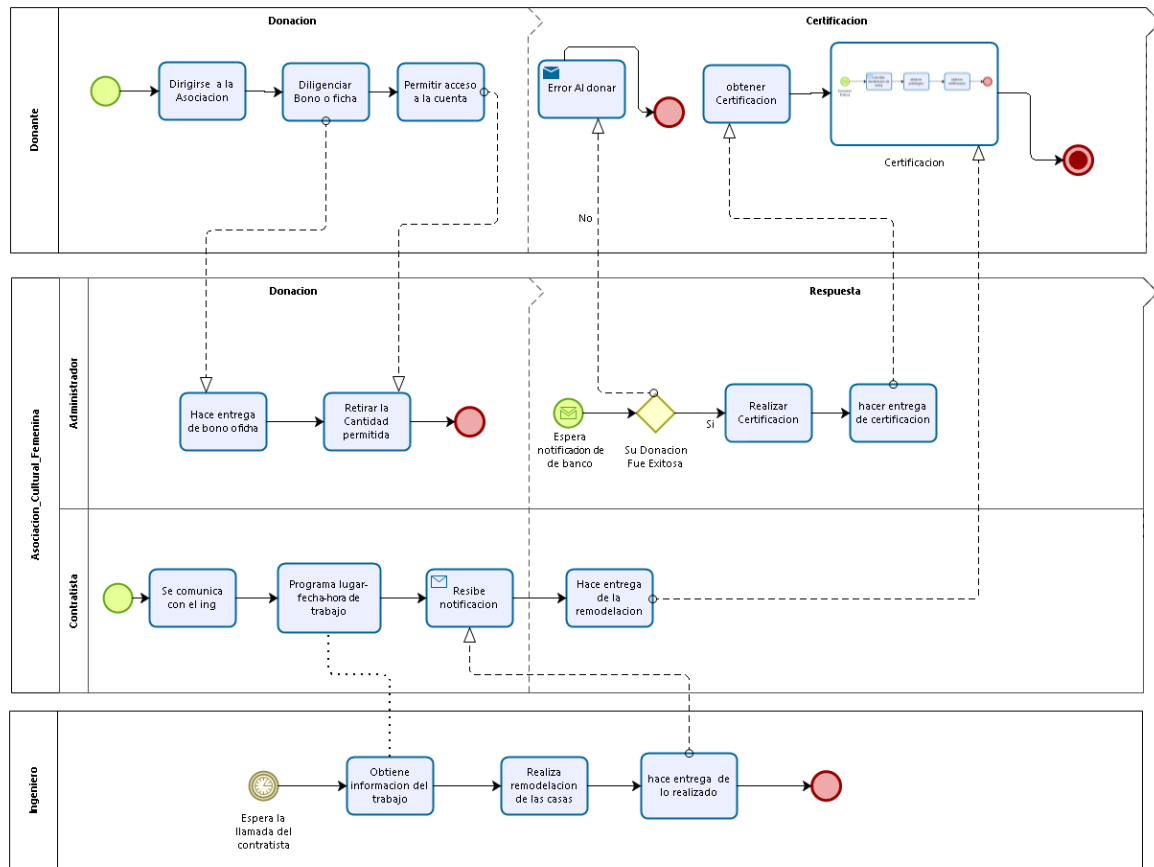 Donacion
Certificacion
Donante
Dirigirse a la
Asociacion
Diligenciar
Bono o ficha
Permitir acceso
a la cuenta
Error Al donar
obtener
Certificacion
Certificacion
No
Asociacion_Cultural_Femenina
Donacion
Respuesta
Administrador
Hace entrega
de bono oficha
Retirar la
Cantidad
permitida
Espera
notificacion de
de banco
Su Donacion
Fue Exitosa
Si
Realizar
Certificacion
hacer entrega
de certificacion
Contratista
Se comunica
con el ing
Programa lugar-
fecha-hora de
trabajo
Resibe
notificacion
Hace entrega
de la
remodelacion
Ingeniero
Espera la
llamada del
contratista
Obtiene
informacion del
trabajo
Realiza
remodelacion
de las casas
hace entrega de
lo realizado